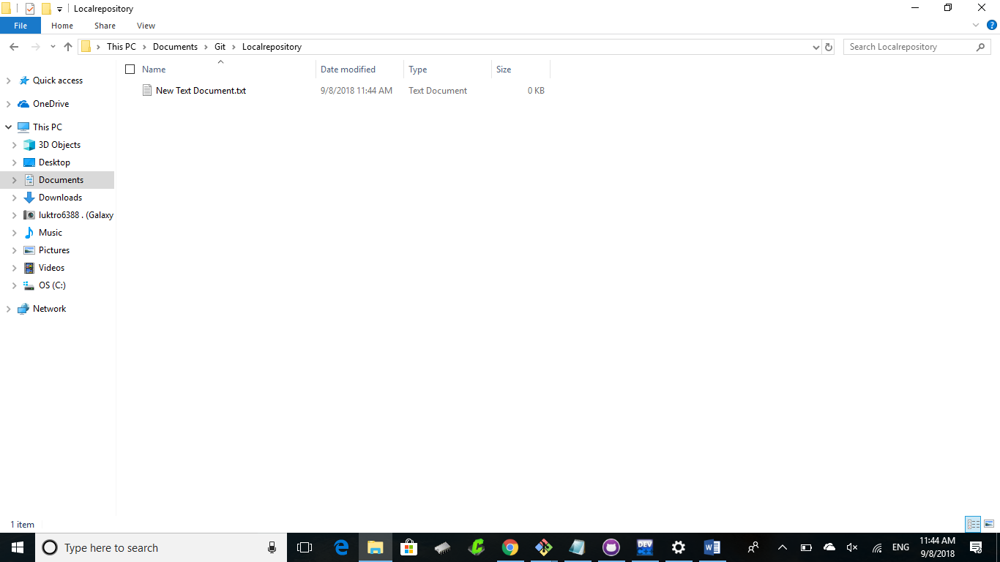 Localrepository
File Home Share View
This PC Documents Git Localrepository
Search Localrepository
Name Date modified Type Size
New Text Document.txt 9/8/2018 11:44 AM Text Document 0 KB
Quick access
OneDrive
This PC
3D Objects
Desktop
Documents
Downloads
luktro6388 . (Galaxy
Music
Pictures
Videos
OS (C:)
Network
1 item
Type here to search
DEV
ENG
11:44 AM
9/8/2018